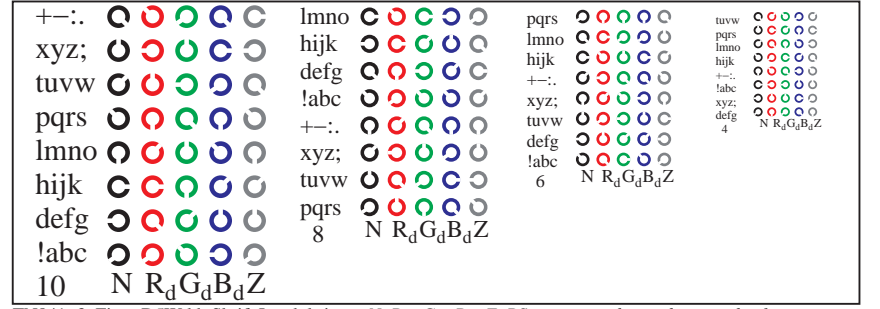 +−:.
xyz;
tuvw
pqrs
lmno
hijk
defg
!abc
10 N RdGdBdZ
lmno
hijk
defg
!abc
+−:.
xyz;
tuvw
pqrs
8 N RdGdBdZ
pqrs
lmno
hijk
+−:.
xyz;
tuvw
defg
!abc
6 N RdGdBdZ
tuvw
pqrs
lmno
hijk
+−:.
!abc
xyz;
defg
4 N RdGdBdZ